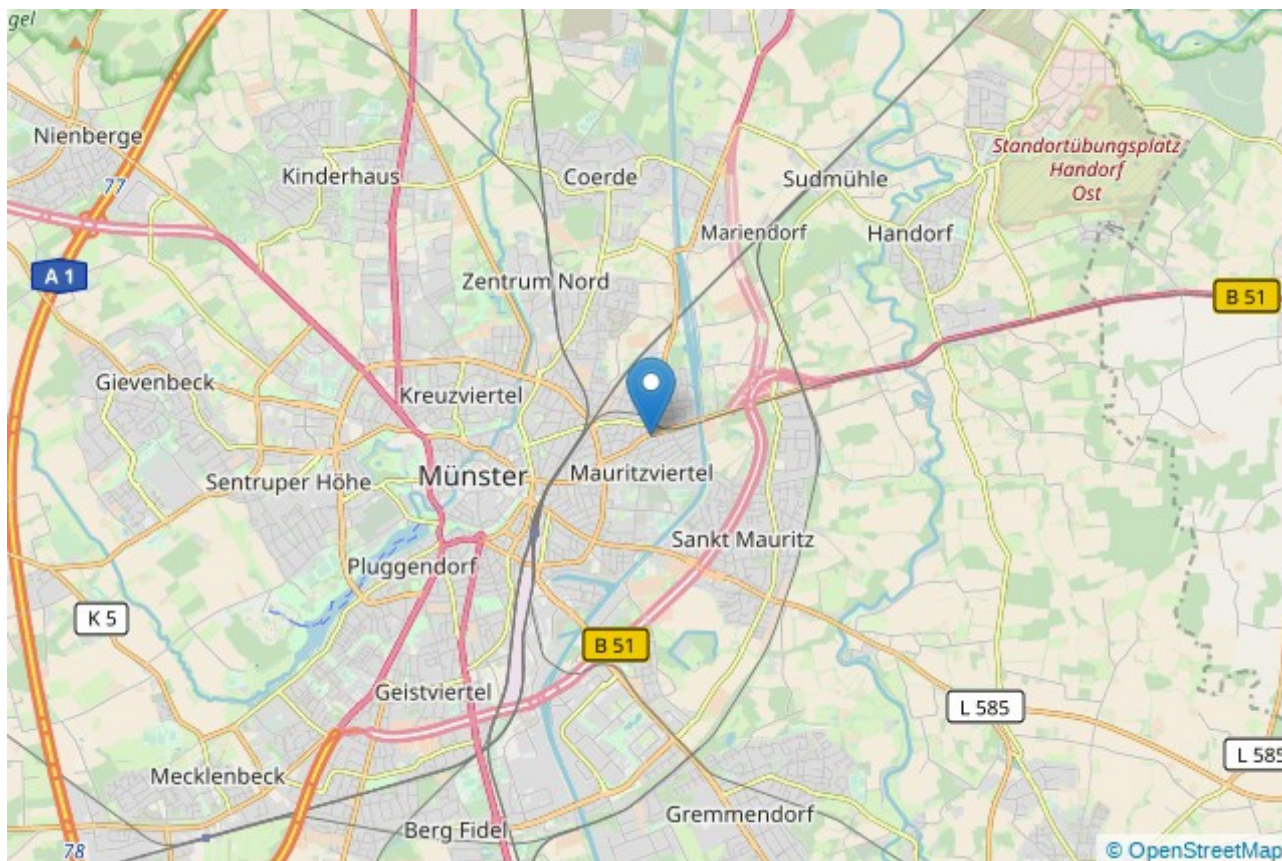 gel
Nienberge
77
Kinderhaus
Coerde
Sudmühle
Standortübungsplatz
Handorf
Ost
Mariendorf
Handorf
A 1
Zentrum Nord
B 51
Gievenbeck
Kreuzviertel
Sentruper Höhe
Münster
Mauritzviertel
Sankt Mauritz
Pluggendorf
K 5
B 51
Geistviertel
L 585
Mecklenbeck
L 585
Gremmendorf
Berg Fidel
78
© OpenStreetMap